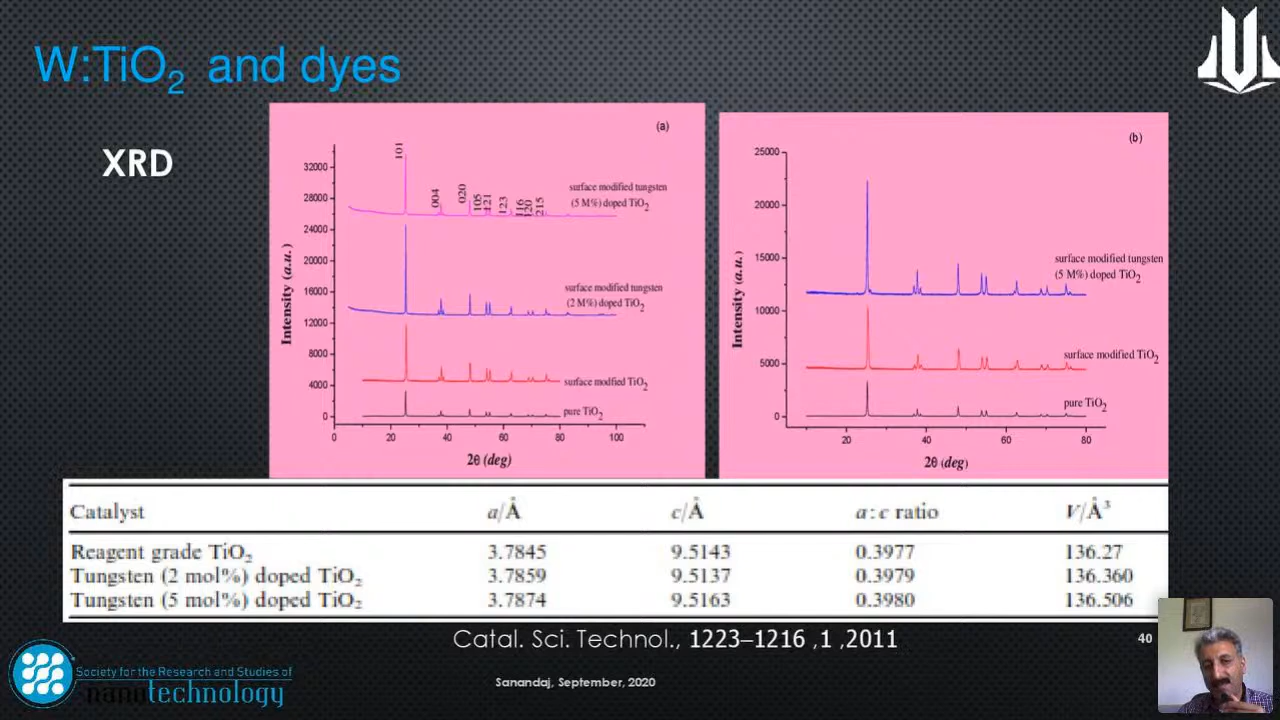 W:TiO2 and dyes
XRD
(a)
32000
28000
24000
20000
16000
12000
8000
4000
0
0 20 40 60 80 100
Intensity (a.u.)
2θ (deg)
101
004
020
105
121
123
116
215
surface modified tungsten
(5 M%) doped TiO2
surface modified tungsten
(2 M%) doped TiO2
surface modfied TiO2
pure TiO2
(b)
25000
20000
15000
10000
5000
0
20 40 60 80
Intensity (a.u.)
2θ (deg)
surface modified tungsten
(5 M%) doped TiO2
surface modified TiO2
pure TiO2
Catalyst a/Å c/Å a : c ratio V/Å3
Reagent grade TiO2 3.7845 9.5143 0.3977 136.27
Tungsten (2 mol%) doped TiO2 3.7859 9.5137 0.3979 136.360
Tungsten (5 mol%) doped TiO2 3.7874 9.5163 0.3980 136.506
Catal. Sci. Technol., 1223–1216 ,1 ,2011
40
Society for the Research and Studies of
nanotechnology
Sanandaj, September, 2020